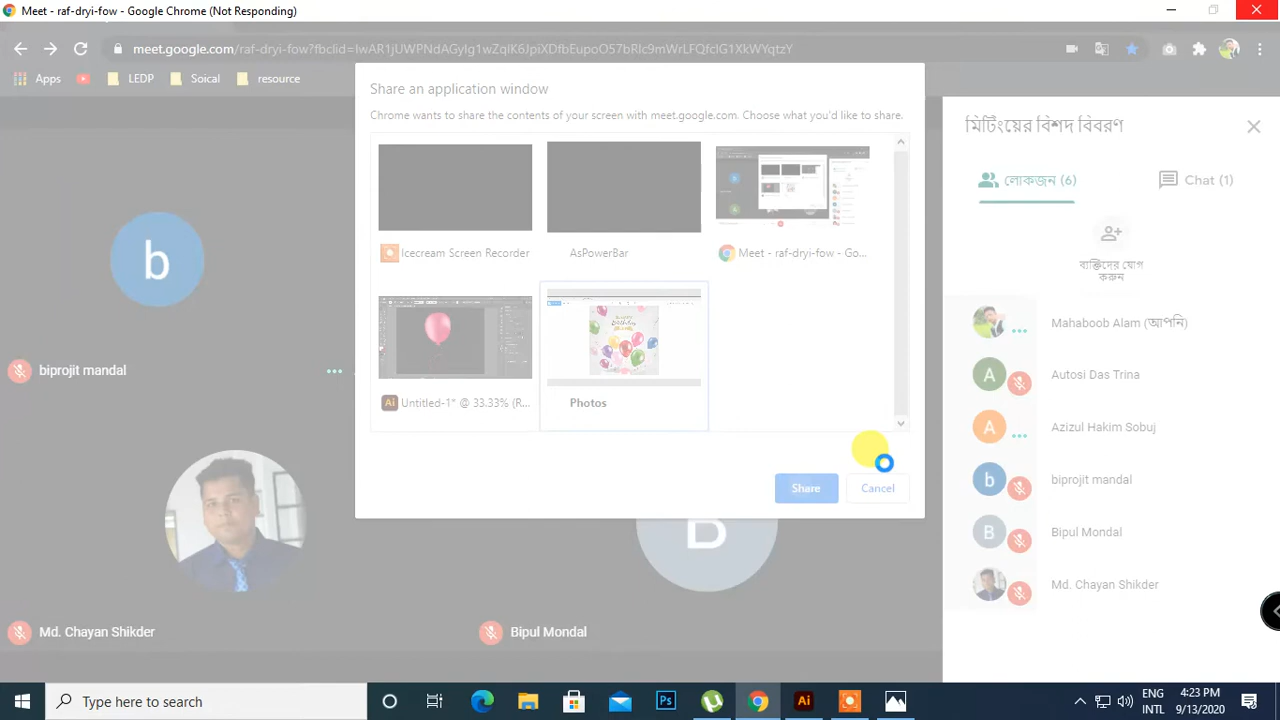 Meet - raf-dryi-fow - Google Chrome (Not Responding)
meet.google.com/raf-dryi-fow?fbclid=
Apps
LEDP
Soical
resource
Share an application window
Chrome wants to share the contents of your screen with meet.google.com. Choose what you'd like to share.
Icecream Screen Recorder
AsPowerBar
Meet - raf-dryi-fow - Go...
Untitled-1* @ 33.33% (R...
Photos
Share
Cancel
b
biprojit mandal
Md. Chayan Shikder
B
Bipul Mondal
মিটিংয়ের বিশদ বিবরণ
লোকজন (6)
Chat (1)
ব্যক্তিদের যোগ
করুন
Mahaboob Alam (আপনি)
A
Autosi Das Trina
A
Azizul Hakim Sobuj
b
biprojit mandal
B
Bipul Mondal
Md. Chayan Shikder
Type here to search
Ps
Ai
ENG
INTL
4:23 PM
9/13/2020